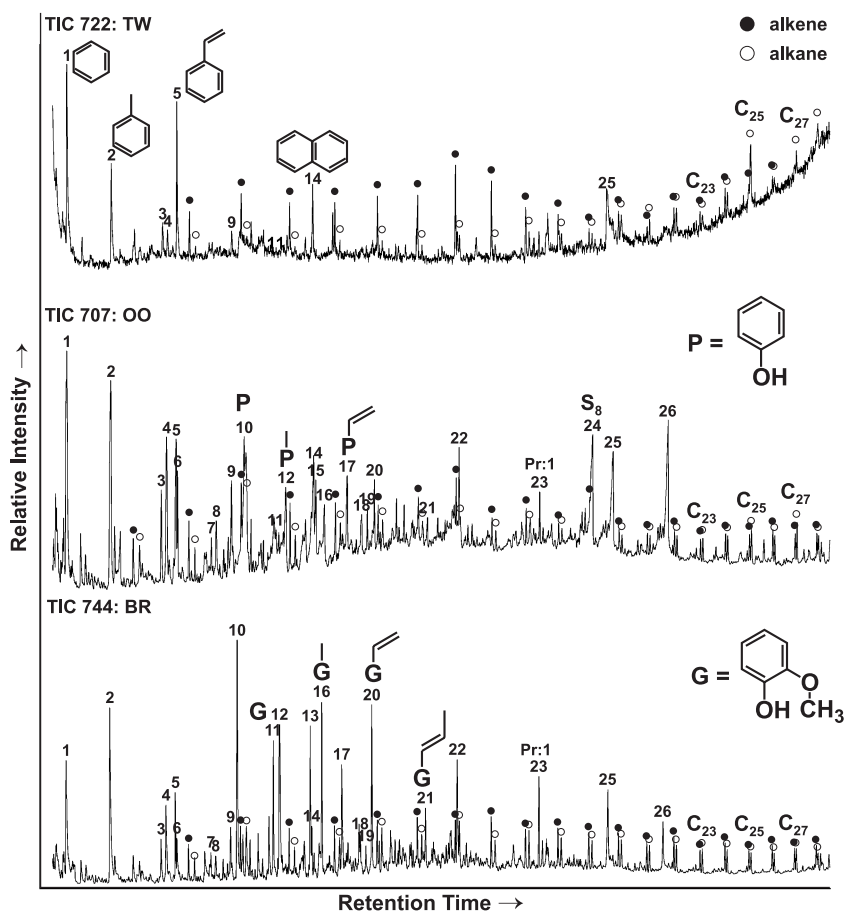 TIC 722: TW
● alkene
○ alkane
1
2
3
4
5
9
11
14
25
C23
C25
C27
TIC 707: OO
P =
OH
1
2
3
4
5
6
7
8
9
P
10
11
P
12
14
15
16
P
17
18
19
20
21
22
Pr:1
23
S8
24
25
26
C23
C25
C27
TIC 744: BR
G =
O
OH CH3
1
2
3
4
5
6
7
8
9
10
G
11
12
13
14
G
16
17
18
19
G
20
G
21
22
Pr:1
23
25
26
C23
C25
C27
Relative Intensity →
Retention Time →